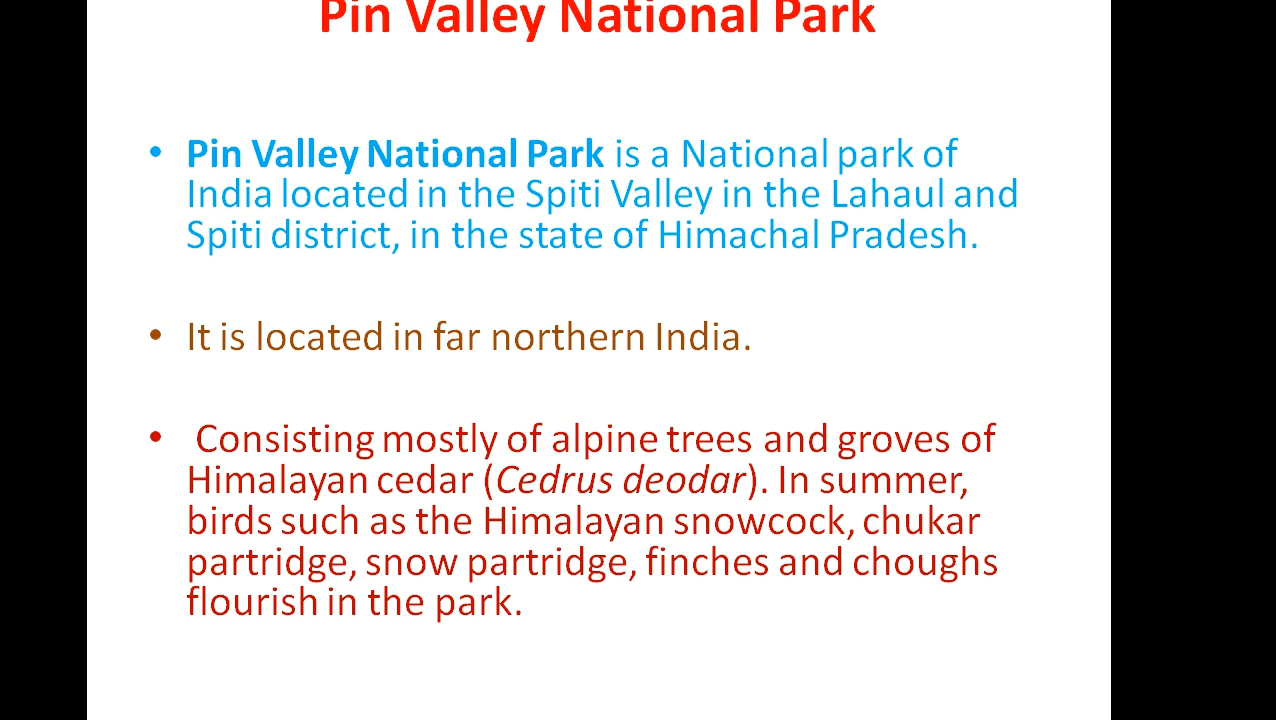 Pin Valley National Park
• Pin Valley National Park is a National park of
India located in the Spiti Valley in the Lahaul and
Spiti district, in the state of Himachal Pradesh.
• It is located in far northern India.
• Consisting mostly of alpine trees and groves of
Himalayan cedar (Cedrus deodar). In summer,
birds such as the Himalayan snowcock, chukar
partridge, snow partridge, finches and choughs
flourish in the park.